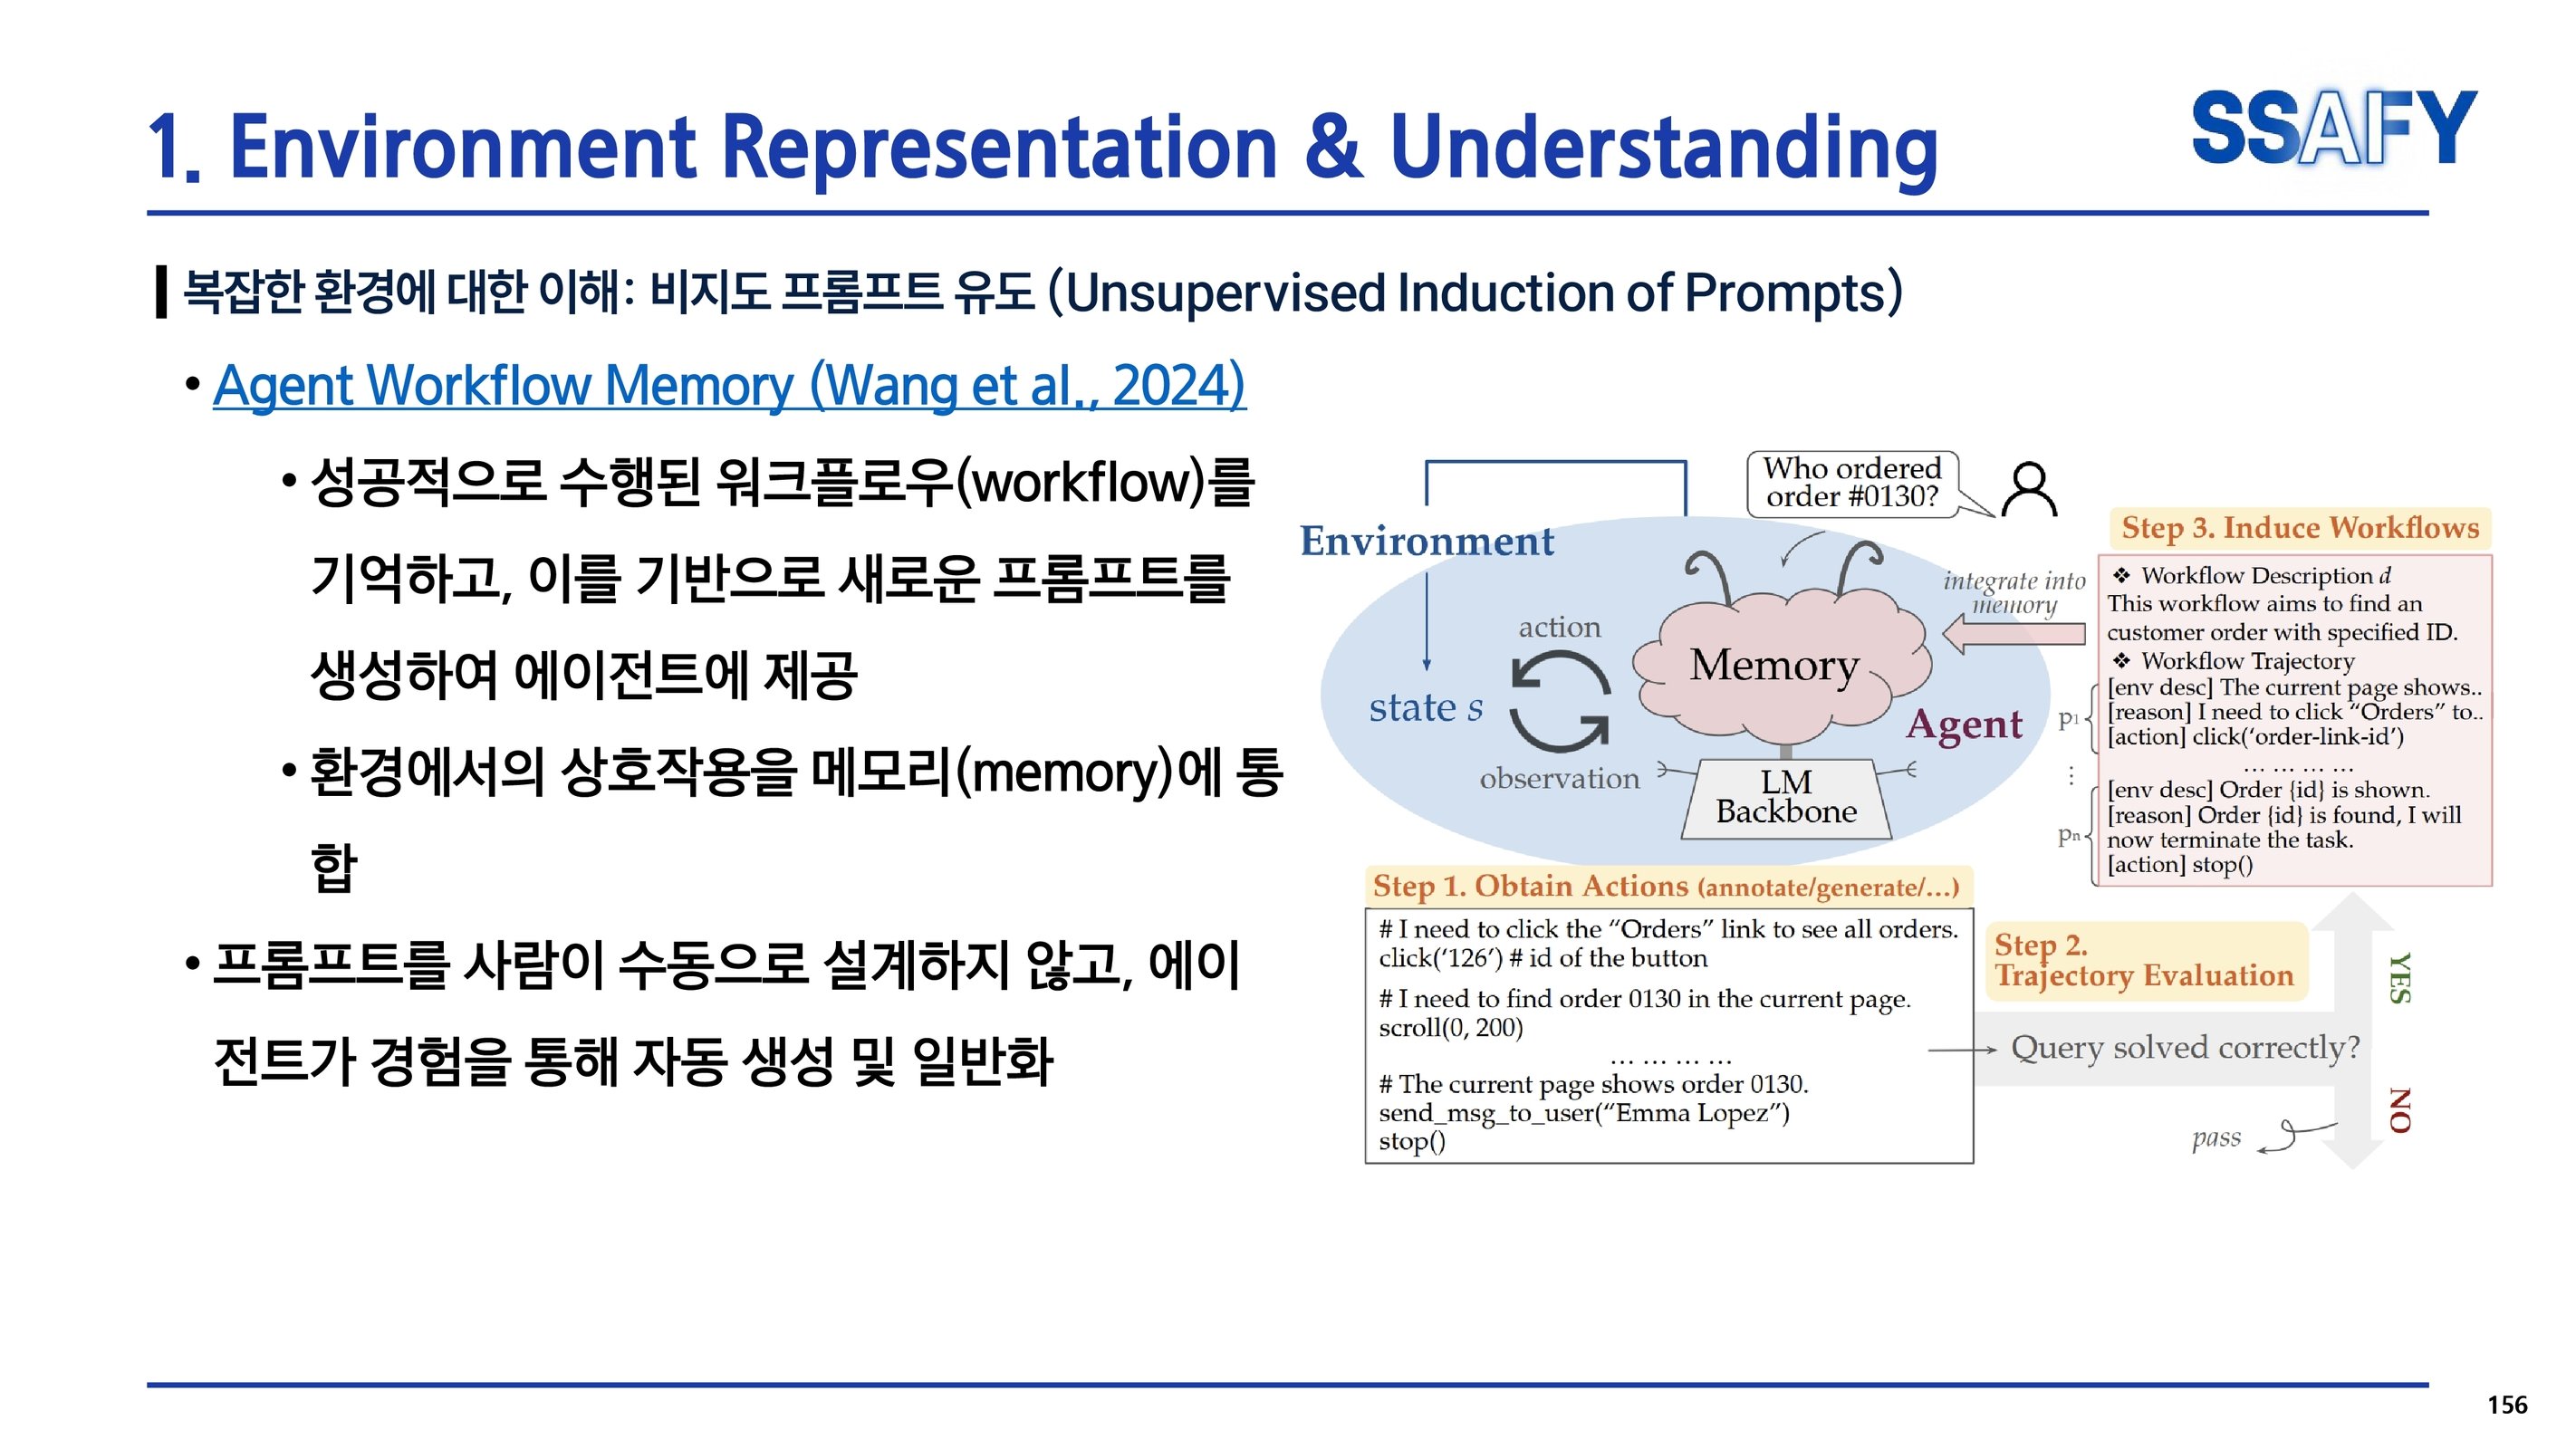 1. Environment Representation & Understanding
SSAFY
복잡한 환경에 대한 이해: 비지도 프롬프트 유도 (Unsupervised Induction of Prompts)
• Agent Workflow Memory (Wang et al., 2024)
• 성공적으로 수행된 워크플로우(workflow)를
기억하고, 이를 기반으로 새로운 프롬프트를
생성하여 에이전트에 제공
• 환경에서의 상호작용을 메모리(memory)에 통
합
• 프롬프트를 사람이 수동으로 설계하지 않고, 에이
전트가 경험을 통해 자동 생성 및 일반화
Who ordered
order #0130?
Environment
state s
action
observation
Memory
Agent
LM
Backbone
integrate into
memory
Step 3. Induce Workflows
❖ Workflow Description d
This workflow aims to find an
customer order with specified ID.
❖ Workflow Trajectory
[env desc] The current page shows..
[reason] I need to click “Orders” to..
[action] click(‘order-link-id’)
… … … …
[env desc] Order {id} is shown.
[reason] Order {id} is found, I will
now terminate the task.
[action] stop()
p1
⋮
pn
Step 1. Obtain Actions (annotate/generate/…)
# I need to click the “Orders” link to see all orders.
click(‘126’) # id of the button
# I need to find order 0130 in the current page.
scroll(0, 200)
… … … …
# The current page shows order 0130.
send_msg_to_user(“Emma Lopez”)
stop()
Step 2.
Trajectory Evaluation
Query solved correctly?
YES
NO
pass
156